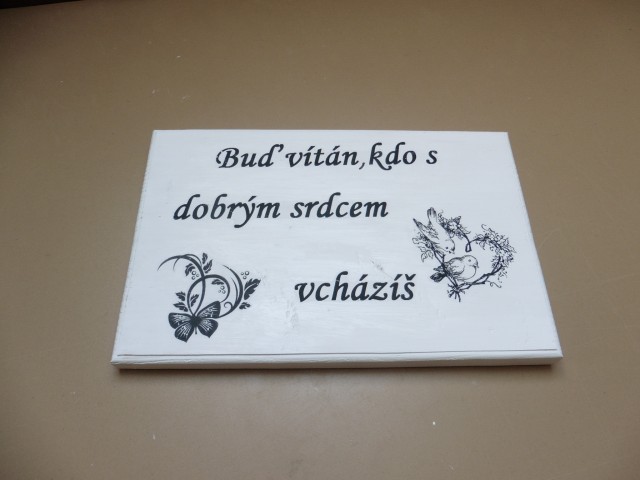 Buď vítán,kdo s
dobrým srdcem
vcházíš